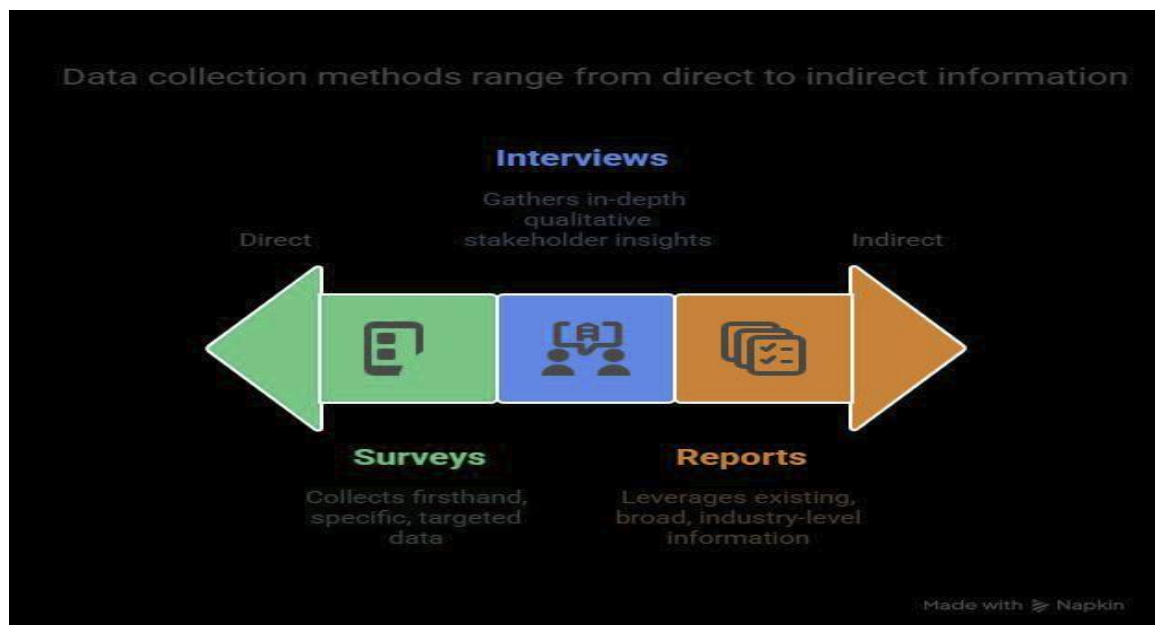 Data collection methods range from direct to indirect information
Interviews
Gathers in-depth
qualitative
stakeholder insights
Direct
Indirect
Surveys
Collects firsthand,
specific, targeted
data
Reports
Leverages existing,
broad, industry-level
information
Made with Napkin